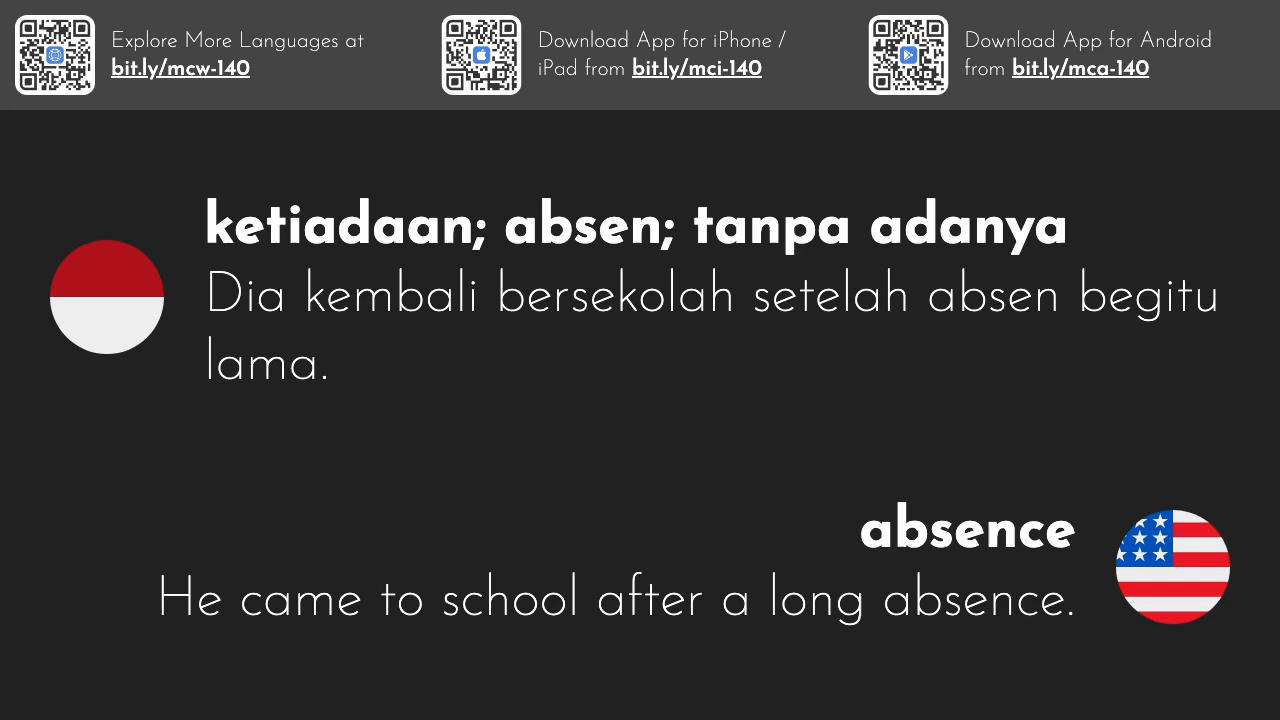 Explore More Languages at
bit.ly/mcw-140
Download App for iPhone /
iPad from bit.ly/mci-140
Download App for Android
from bit.ly/mca-140
ketiadaan; absen; tanpa adanya
Dia kembali bersekolah setelah absen begitu
lama.
absence
He came to school after a long absence.